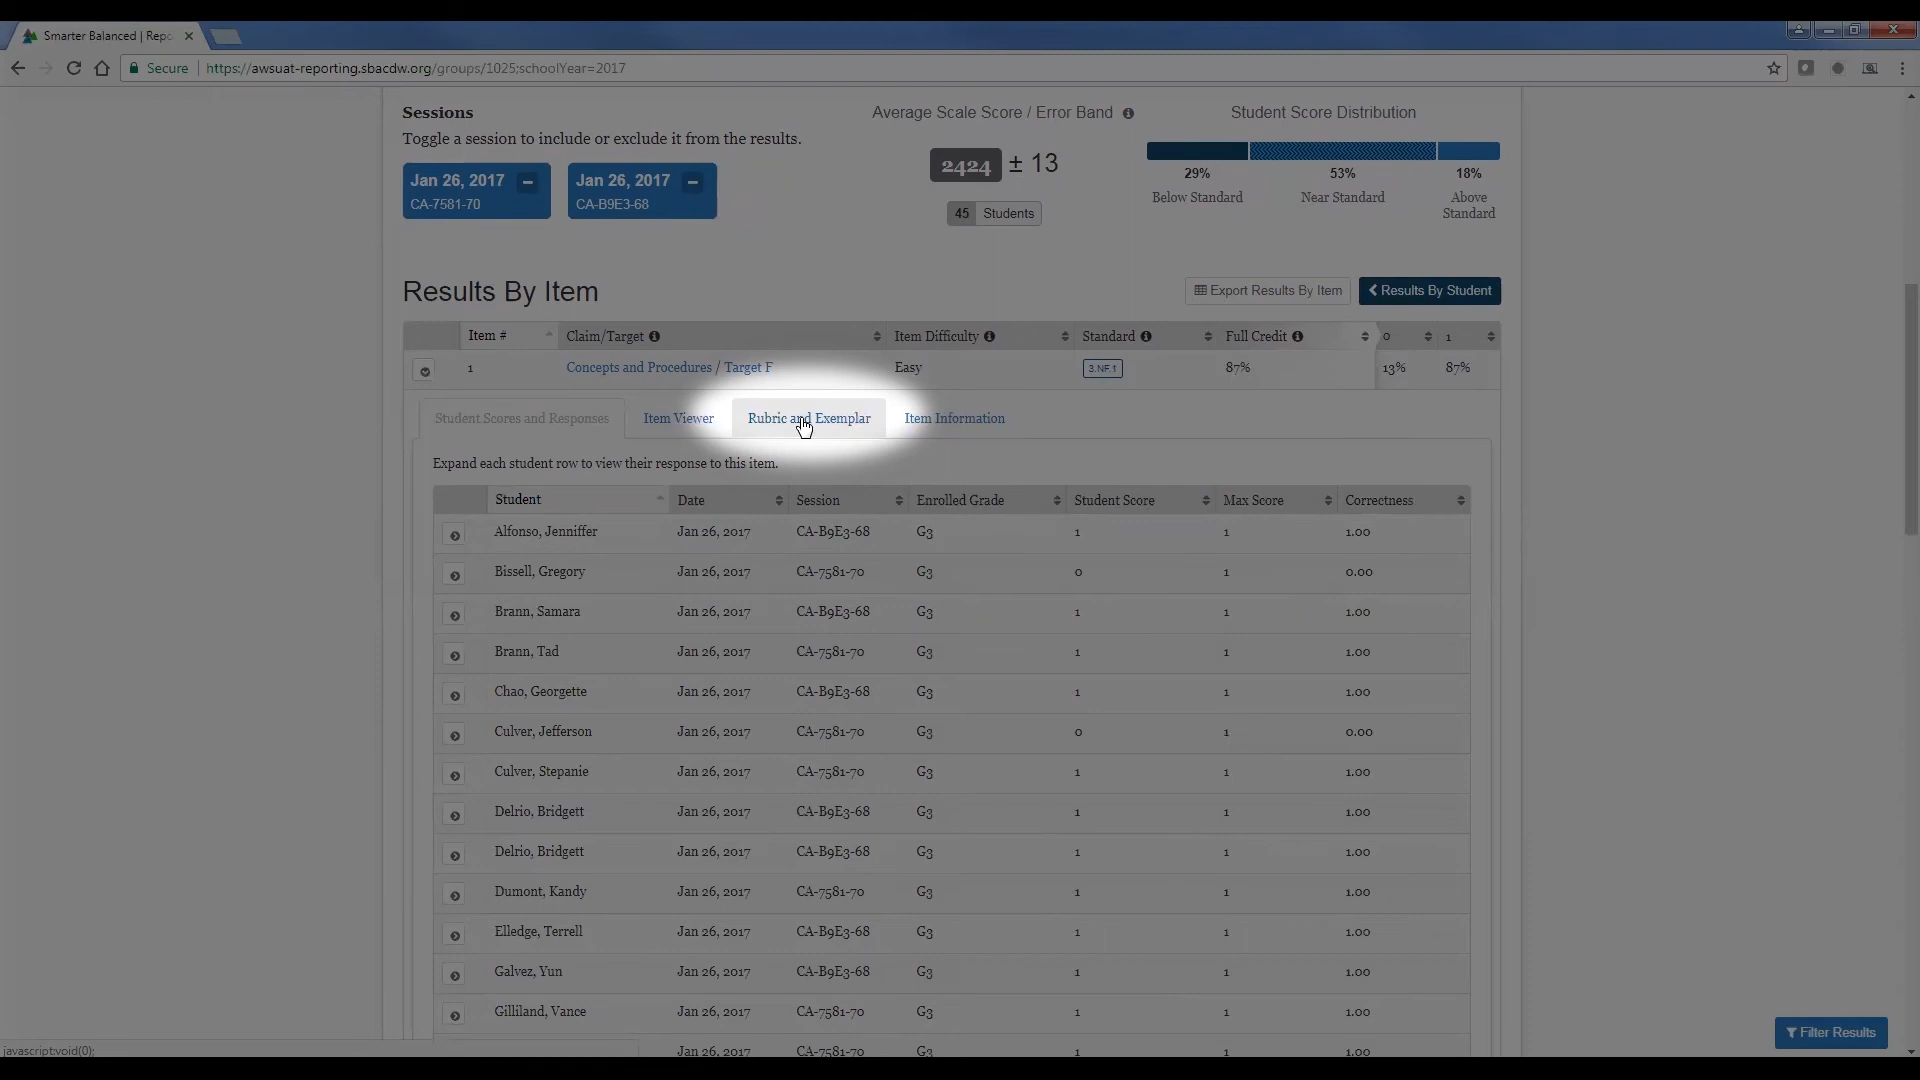 Smarter Balanced | Repo
Secure https://awsuat-reporting.sbacdw.org/groups/1025;schoolYear=2017
Sessions
Toggle a session to include or exclude it from the results.
Jan 26, 2017 −
CA-7581-70
Jan 26, 2017 −
CA-B9E3-68
Average Scale Score / Error Band
2424 ± 13
45 Students
Student Score Distribution
29% 53% 18%
Below Standard Near Standard Above
Standard
Results By Item
Export Results By Item Results By Student
Item # Claim/Target Item Difficulty Standard Full Credit 0 1
1 Concepts and Procedures / Target F Easy 3.NF.1 87% 13% 87%
Student Scores and Responses Item Viewer Rubric and Exemplar Item Information
Expand each student row to view their response to this item.
Student Date Session Enrolled Grade Student Score Max Score Correctness
Alfonso, Jenniffer Jan 26, 2017 CA-B9E3-68 G3 1 1 1.00
Bissell, Gregory Jan 26, 2017 CA-7581-70 G3 0 1 0.00
Brann, Samara Jan 26, 2017 CA-B9E3-68 G3 1 1 1.00
Brann, Tad Jan 26, 2017 CA-7581-70 G3 1 1 1.00
Chao, Georgette Jan 26, 2017 CA-B9E3-68 G3 1 1 1.00
Culver, Jefferson Jan 26, 2017 CA-7581-70 G3 0 1 0.00
Culver, Stepanie Jan 26, 2017 CA-7581-70 G3 1 1 1.00
Delrio, Bridgett Jan 26, 2017 CA-B9E3-68 G3 1 1 1.00
Delrio, Bridgett Jan 26, 2017 CA-B9E3-68 G3 1 1 1.00
Dumont, Kandy Jan 26, 2017 CA-7581-70 G3 1 1 1.00
Elledge, Terrell Jan 26, 2017 CA-B9E3-68 G3 1 1 1.00
Galvez, Yun Jan 26, 2017 CA-B9E3-68 G3 1 1 1.00
Gilliland, Vance Jan 26, 2017 CA-7581-70 G3 1 1 1.00
Jan 26, 2017 CA-7581-70 G3 1 1 1.00
Filter Results
javascript:void(0);